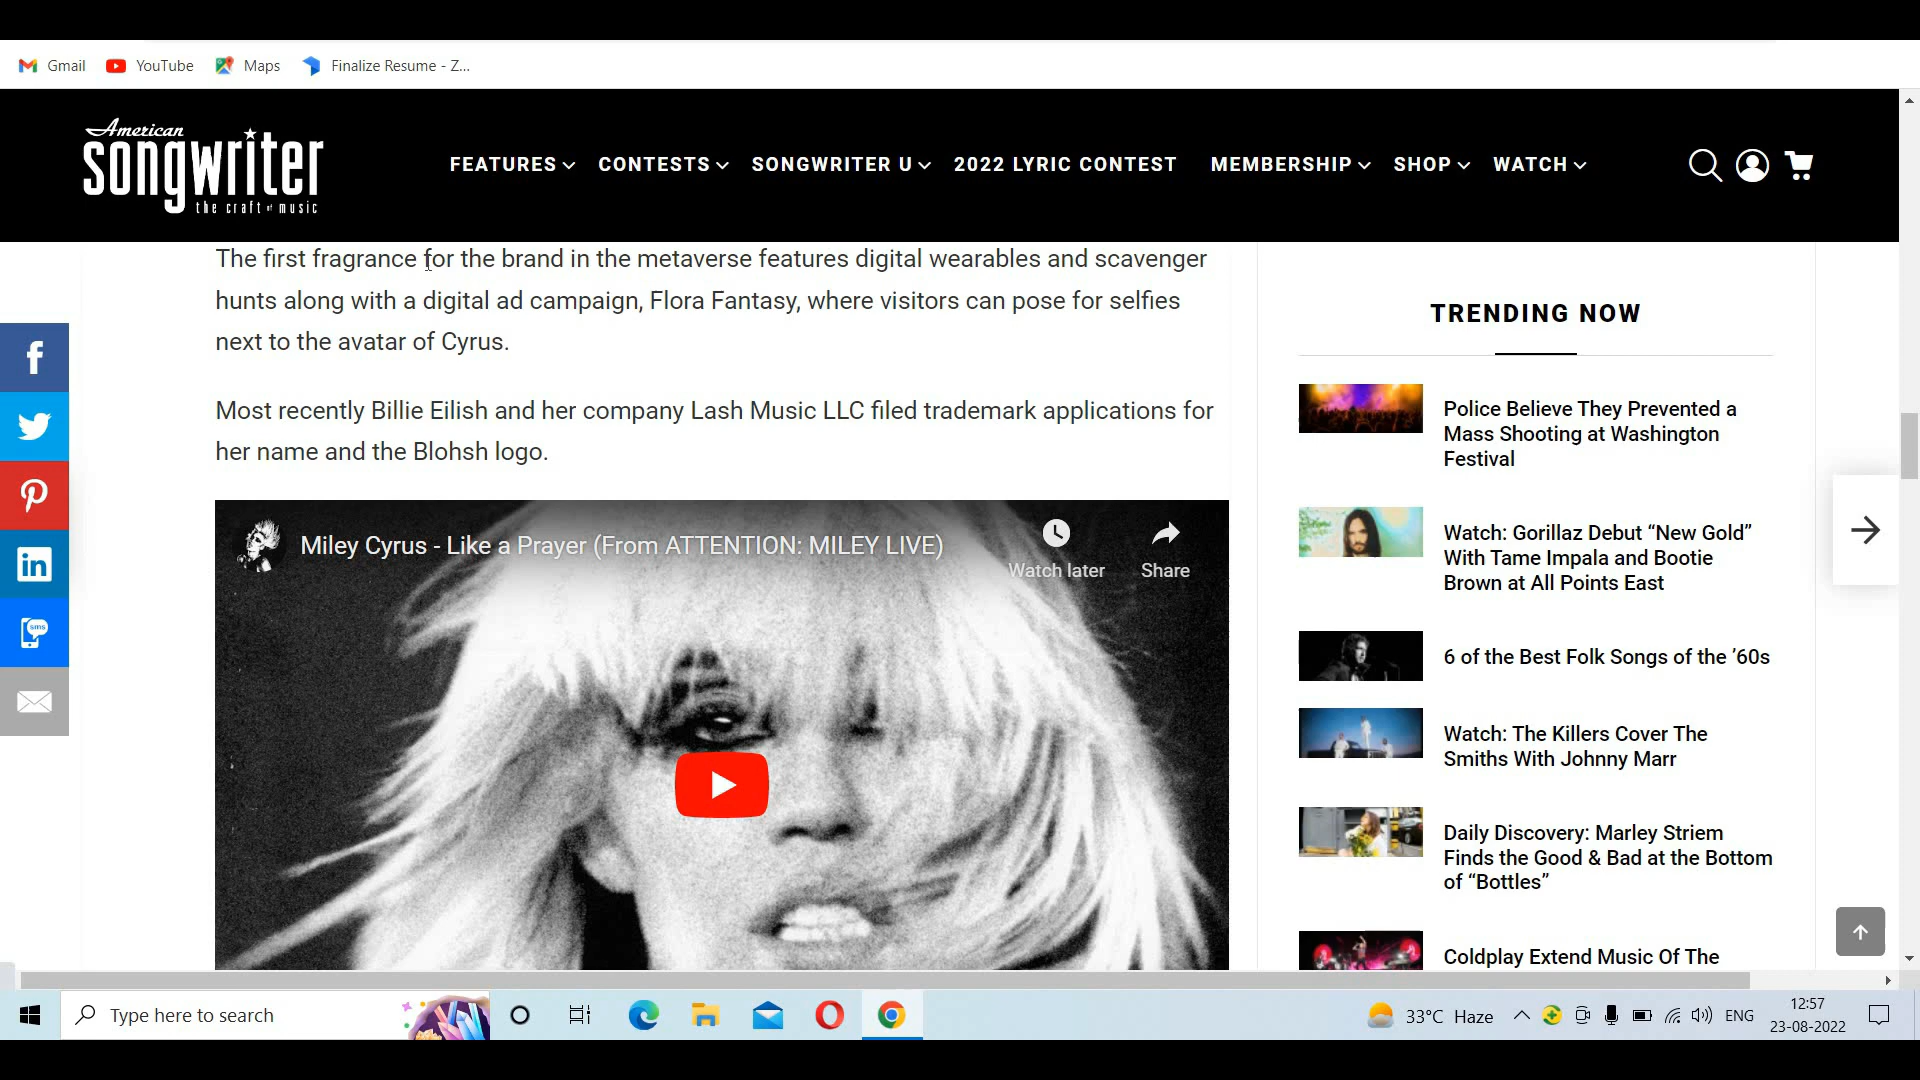 Gmail
YouTube
Maps
Finalize Resume - Z...
American
songwriter
the craft of music
FEATURES
CONTESTS
SONGWRITER U
2022 LYRIC CONTEST
MEMBERSHIP
SHOP
WATCH
The first fragrance for the brand in the metaverse features digital wearables and scavenger
hunts along with a digital ad campaign, Flora Fantasy, where visitors can pose for selfies
next to the avatar of Cyrus.
Most recently Billie Eilish and her company Lash Music LLC filed trademark applications for
her name and the Blohsh logo.
Miley Cyrus - Like a Prayer (From ATTENTION: MILEY LIVE)
Watch later
Share
sms
TRENDING NOW
Police Believe They Prevented a
Mass Shooting at Washington
Festival
Watch: Gorillaz Debut “New Gold”
With Tame Impala and Bootie
Brown at All Points East
6 of the Best Folk Songs of the ’60s
Watch: The Killers Cover The
Smiths With Johnny Marr
Daily Discovery: Marley Striem
Finds the Good & Bad at the Bottom
of “Bottles”
Coldplay Extend Music Of The
Type here to search
33°C Haze
ENG
12:57
23-08-2022